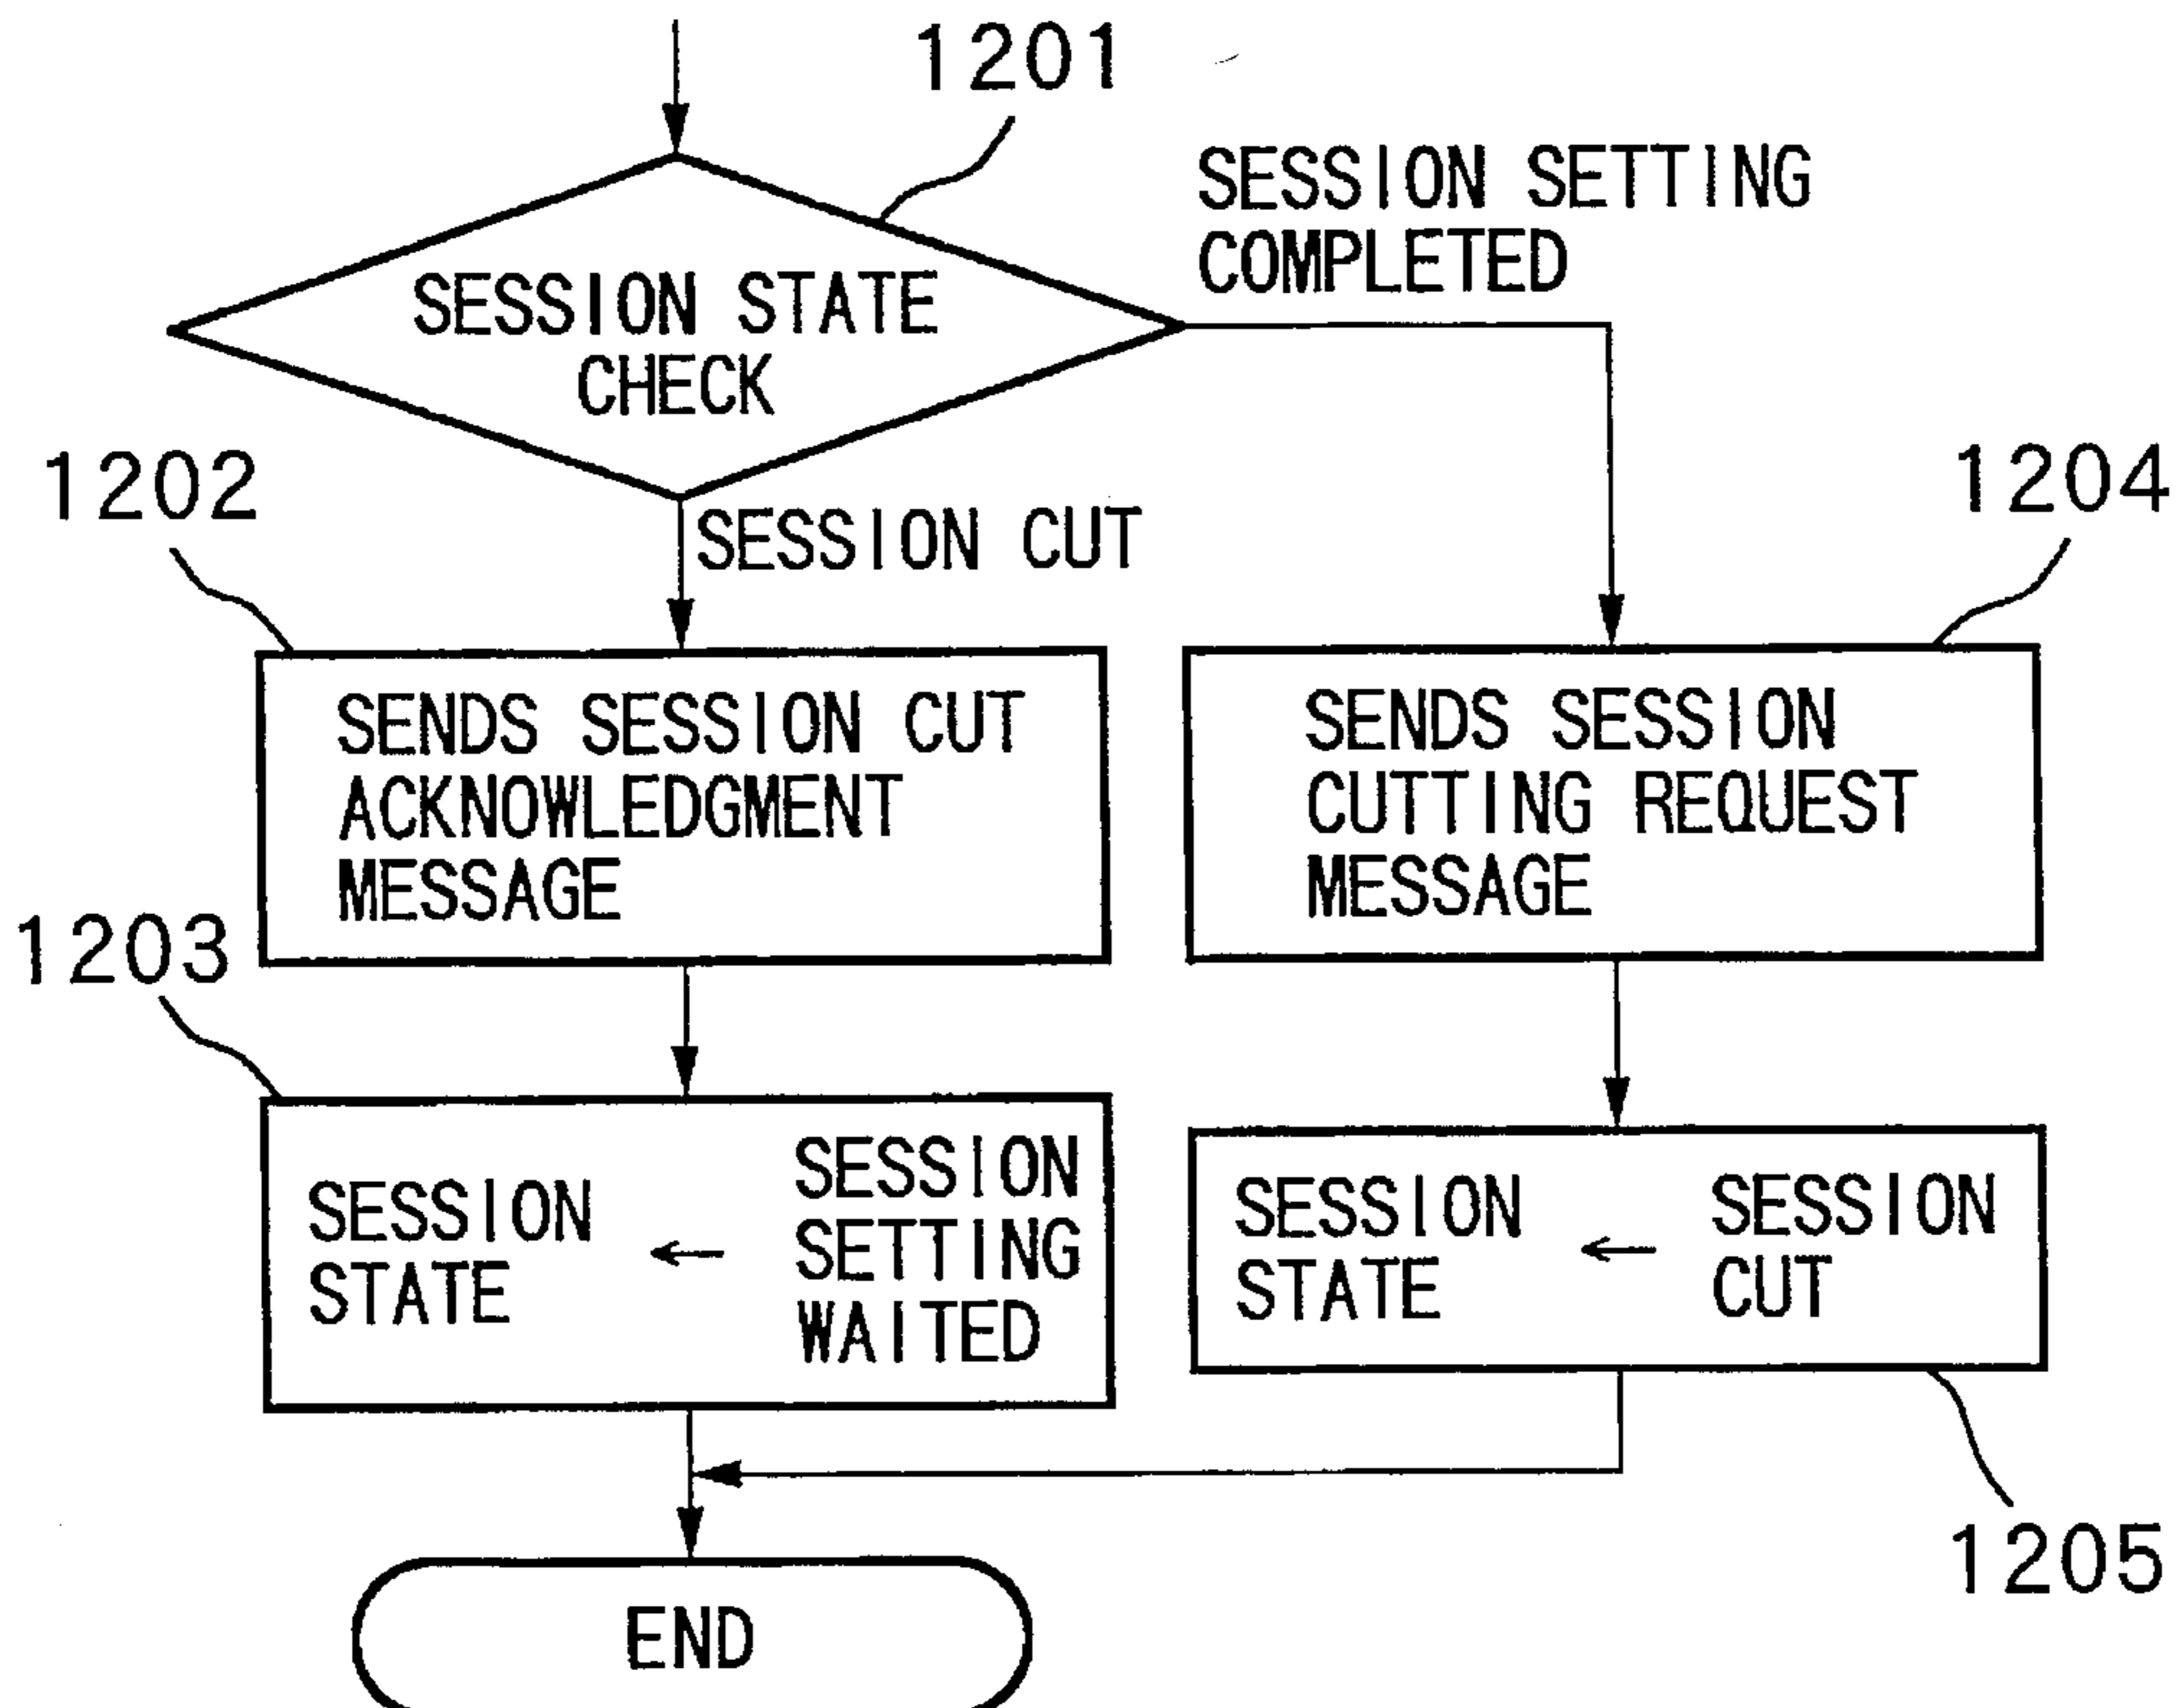 1201
SESSION SETTING
COMPLETED
SESSION STATE
CHECK
1202
1204
SESSION CUT
SENDS SESSION CUT
ACKNOWLEDGMENT
MESSAGE
SENDS SESSION
CUTTING REQUEST
MESSAGE
1203
SESSION
STATE
←
SESSION
SETTING
WAITED
SESSION
STATE
←
SESSION
CUT
1205
END